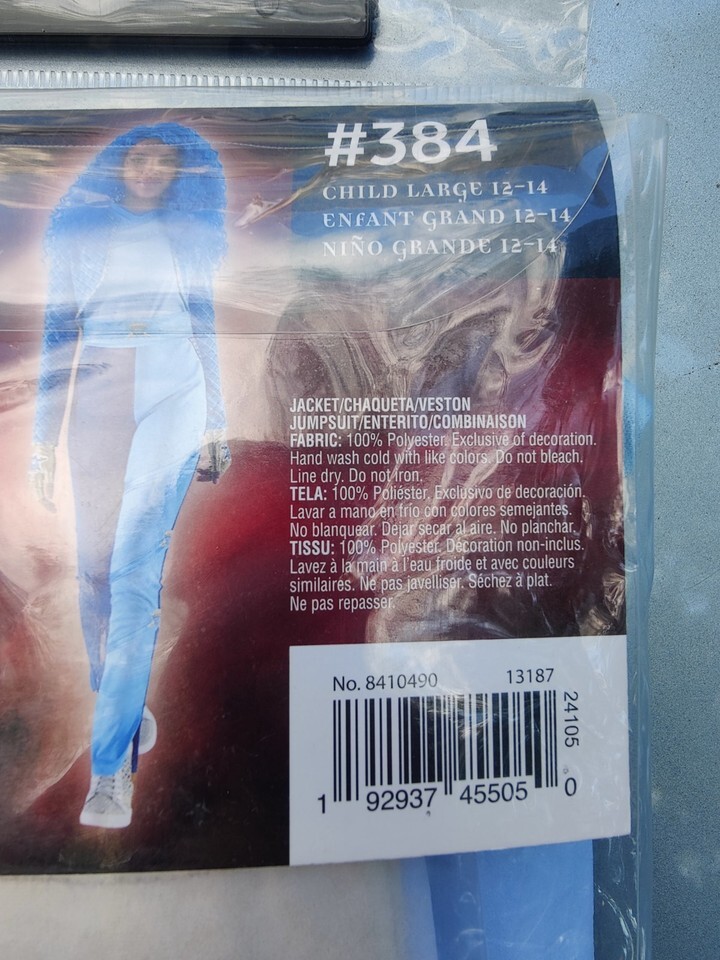 #384
CHILD LARGE 12-14
ENFANT GRAND 12-14
NIÑO GRANDE 12-14
JACKET/CHAQUETA/VESTON
JUMPSUIT/ENTERITO/COMBINAISON
FABRIC: 100% Polyester. Exclusive of decoration.
Hand wash cold with like colors. Do not bleach.
Line dry. Do not iron.
TELA: 100% Poliéster. Exclusivo de decoración.
Lavar a mano en frío con colores semejantes.
No blanquear. Dejar secar al aire. No planchar.
TISSU: 100% Polyester. Décoration non-inclus.
Lavez à la main à l'eau froide et avec couleurs
similaires. Ne pas javelliser. Séchez à plat.
Ne pas repasser.
No. 8410490 13187
24105
1 92937 45505 0